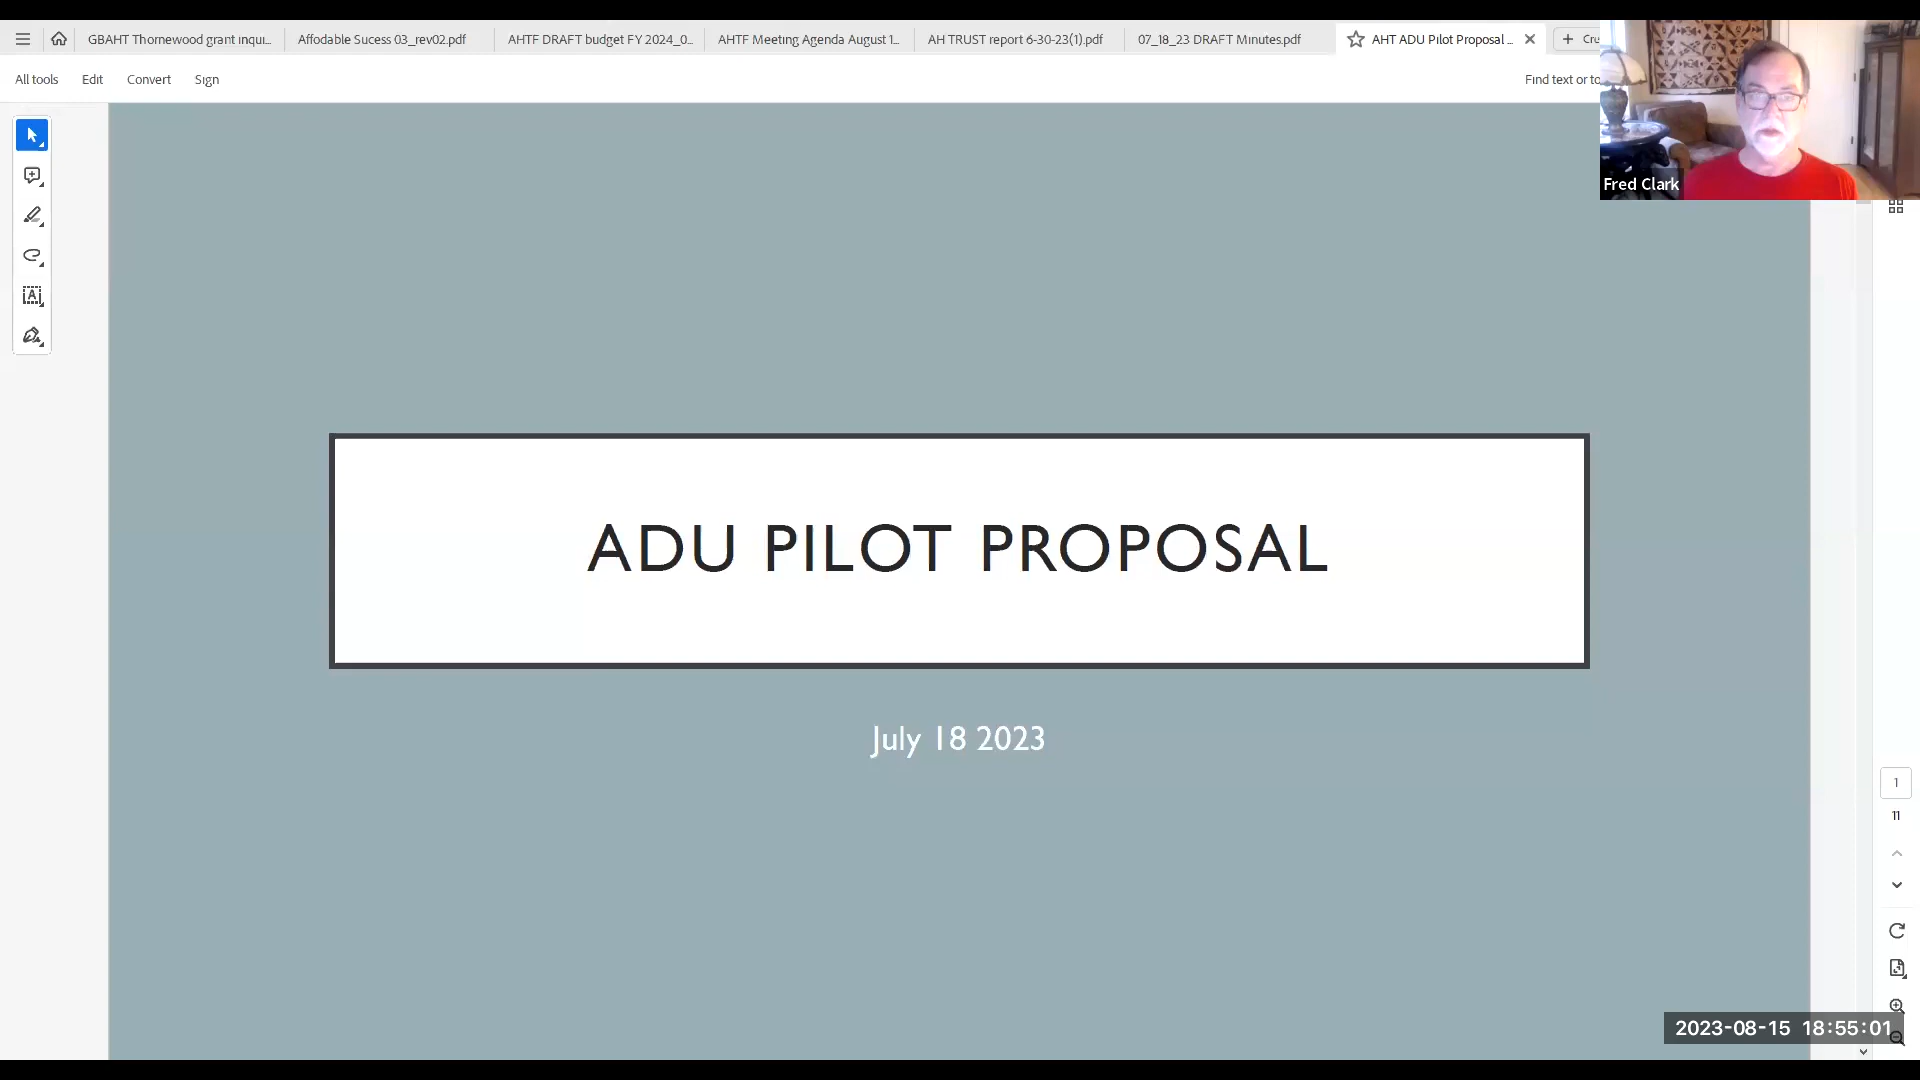 GBAHT Thornewood grant inqui...
Affodable Sucess 03_rev02.pdf
AHTF DRAFT budget FY 2024_0...
AHTF Meeting Agenda August 1...
AH TRUST report 6-30-23(1).pdf
07_18_23 DRAFT Minutes.pdf
AHT ADU Pilot Proposal ...
Cre
All tools
Edit
Convert
Sign
Find text or to
Fred Clark
ADU PILOT PROPOSAL
July 18 2023
1
11
2023-08-15 18:55:01